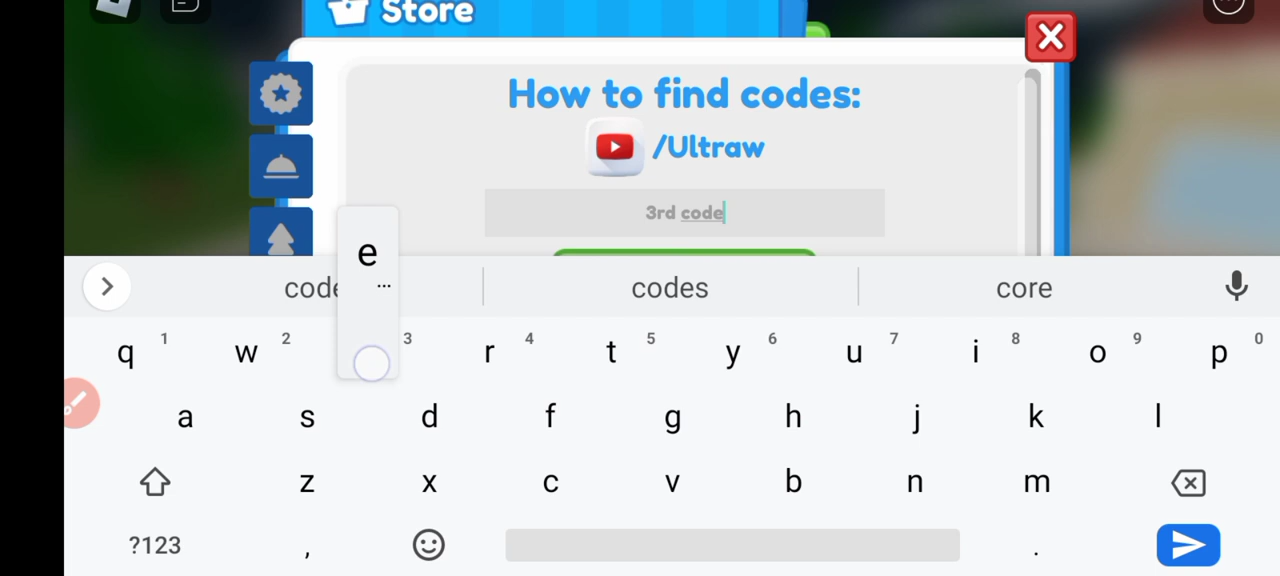 Store
How to find codes:
/Ultraw
3rd code
code codes core
q 1 w 2 e ... 3 r 4 t 5 y 6 u 7 i 8 o 9 p 0
a s d f g h j k l
z x c v b n m
?123 , .